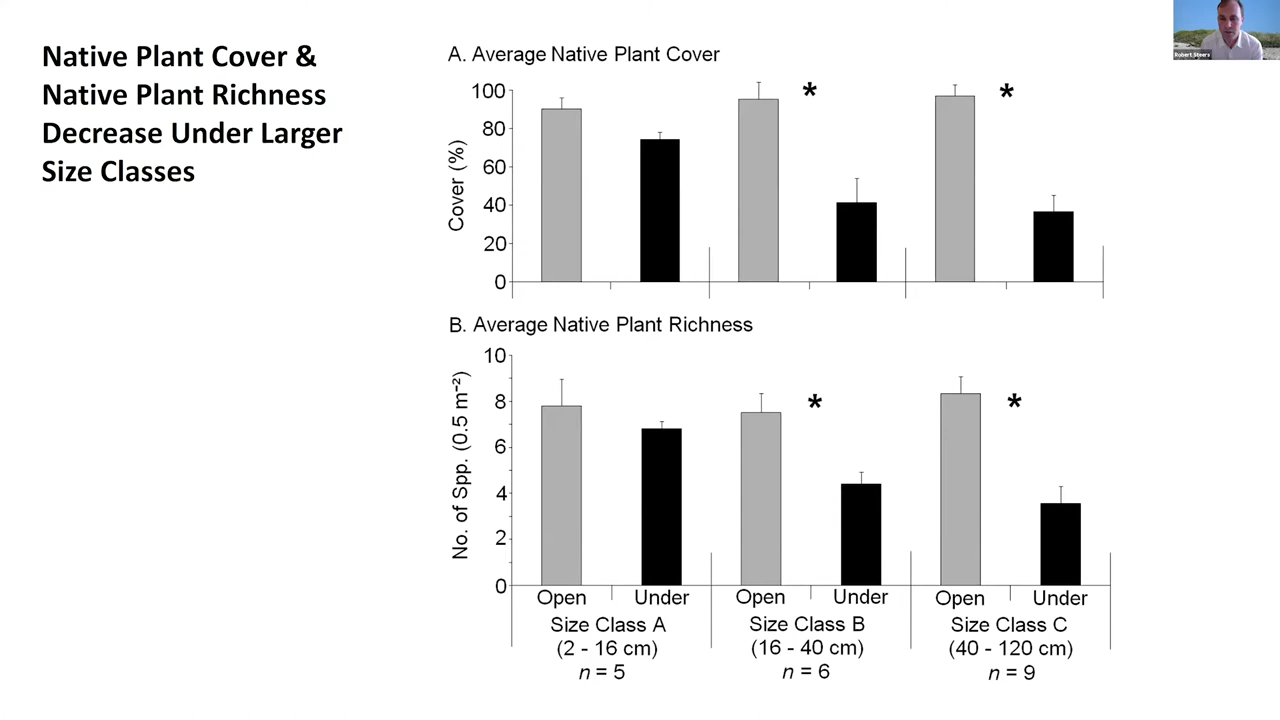 Native Plant Cover &
Native Plant Richness
Decrease Under Larger
Size Classes
A. Average Native Plant Cover
Cover (%)
100
80
60
40
20
0
*
*
B. Average Native Plant Richness
No. of Spp. (0.5 m⁻²)
10
8
6
4
2
0
*
*
Open Under Open Under Open Under
Size Class A Size Class B Size Class C
(2 - 16 cm) (16 - 40 cm) (40 - 120 cm)
n = 5 n = 6 n = 9
Robert Steers